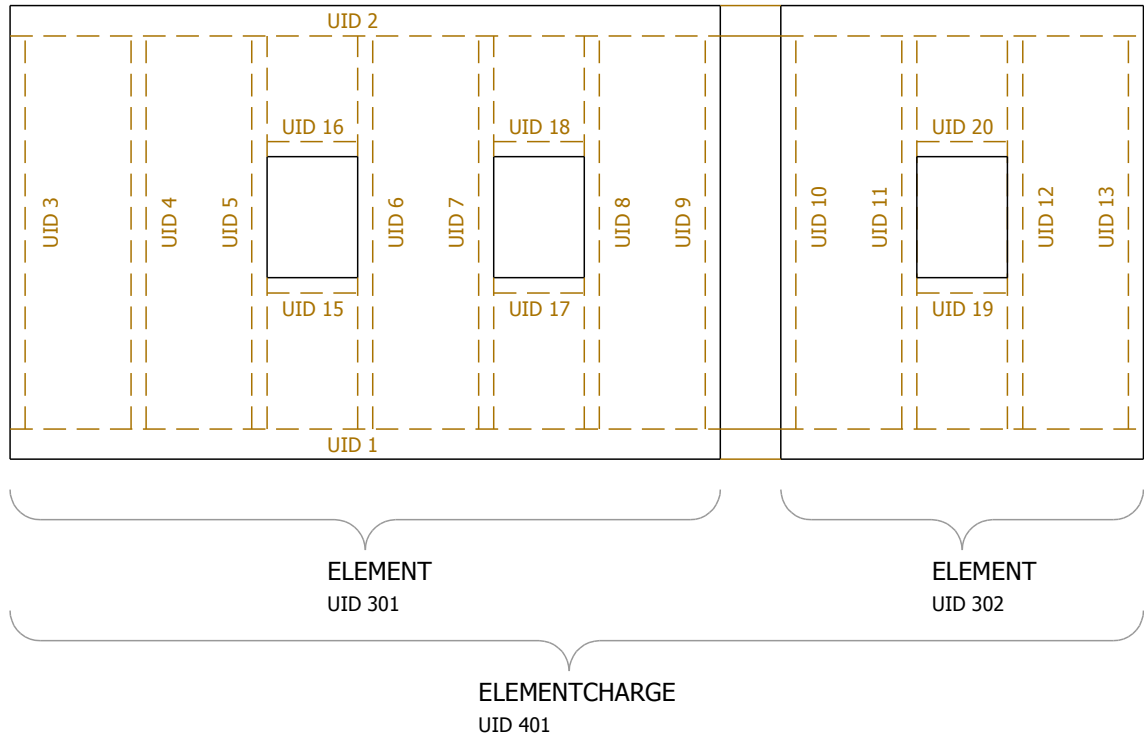 UID 2
UID 16
UID 18
UID 20
UID 3
UID 4
UID 5
UID 6
UID 7
UID 8
UID 9
UID 10
UID 11
UID 12
UID 13
UID 15
UID 17
UID 19
UID 1
ELEMENT
UID 301
ELEMENT
UID 302
ELEMENTCHARGE
UID 401